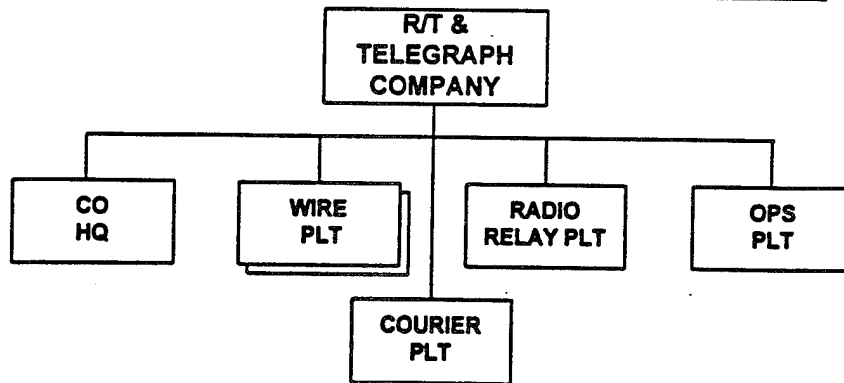 R/T &
TELEGRAPH
COMPANY
CO
HQ
WIRE
PLT
RADIO
RELAY PLT
OPS
PLT
COURIER
PLT